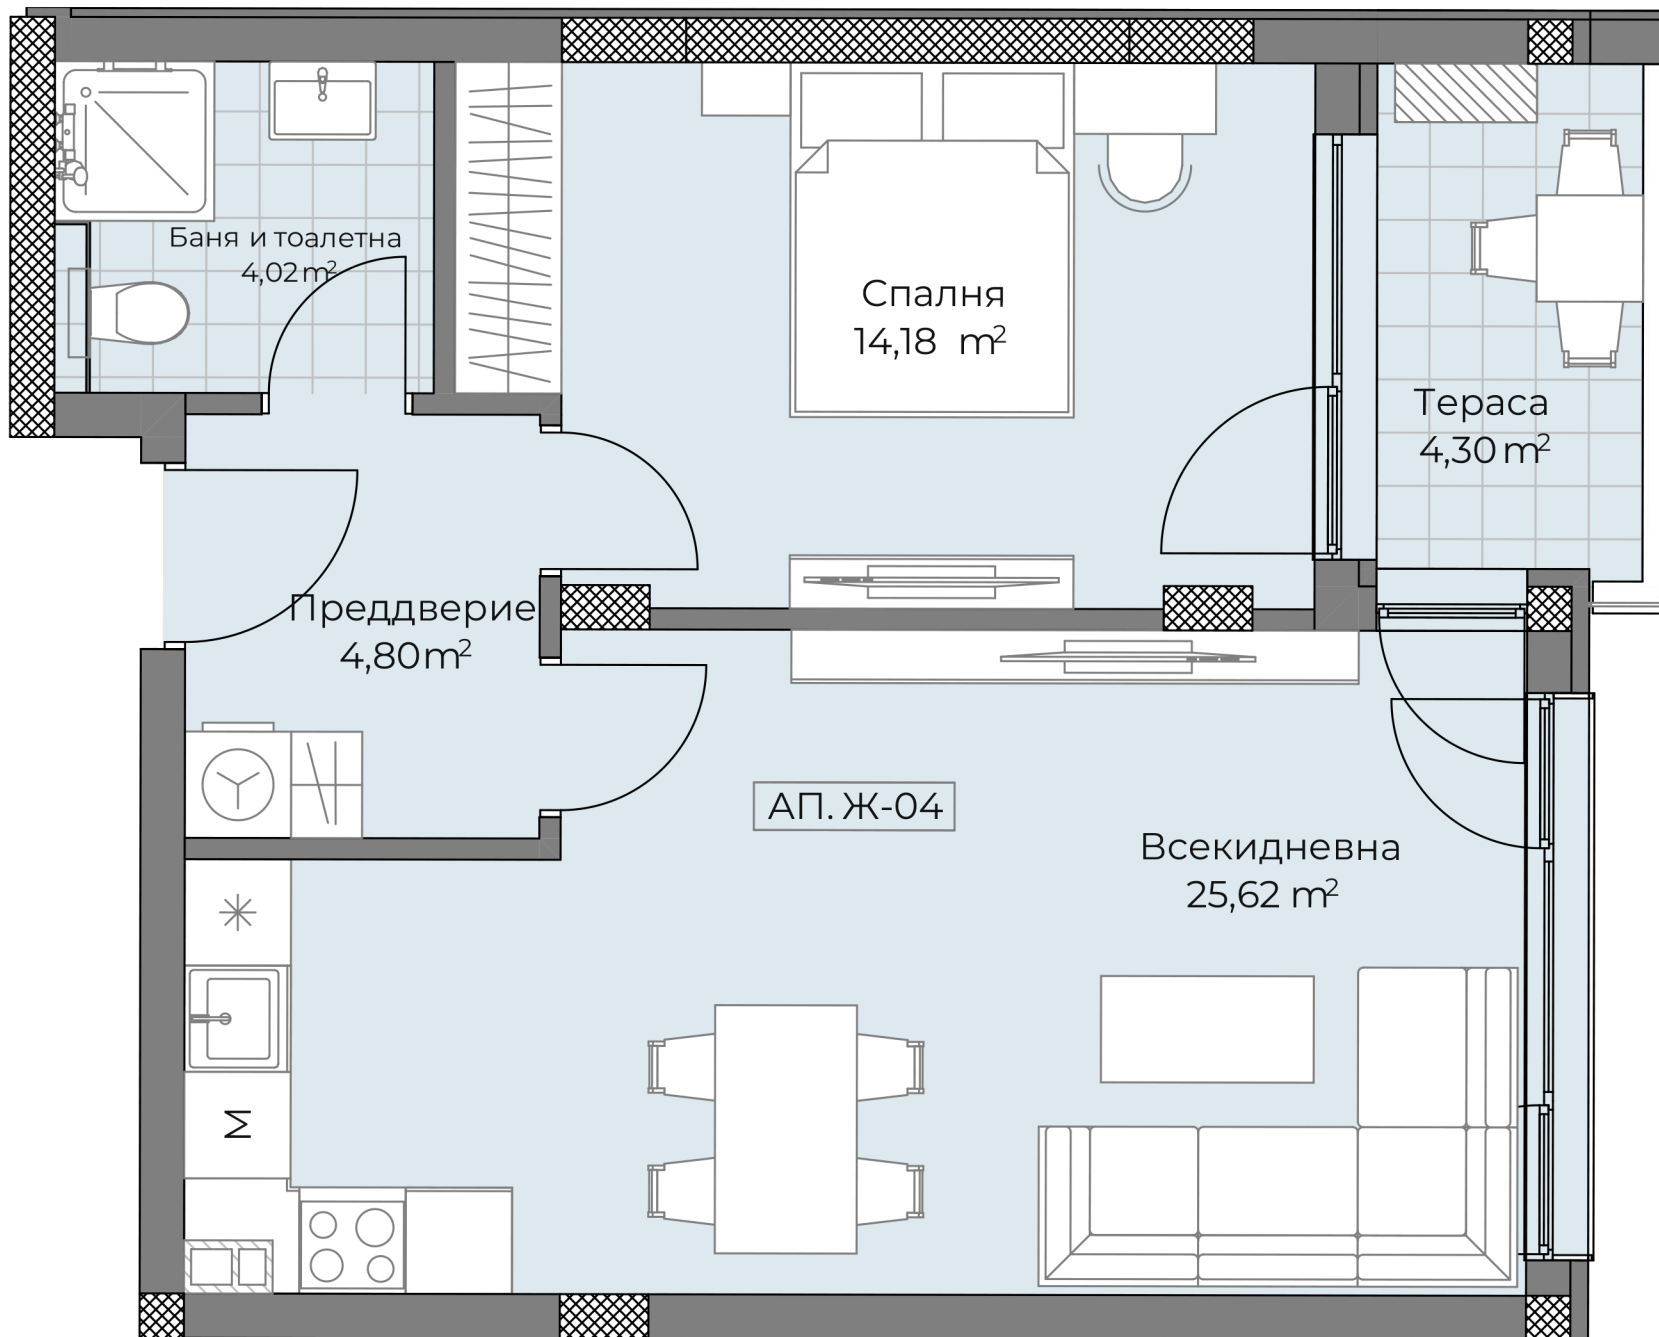 Баня и тоалетна
4,02 m²
Спалня
14,18 m²
Тераса
4,30 m²
Преддверие
4,80 m²
АП. Ж-04
Всекидневна
25,62 m²
M